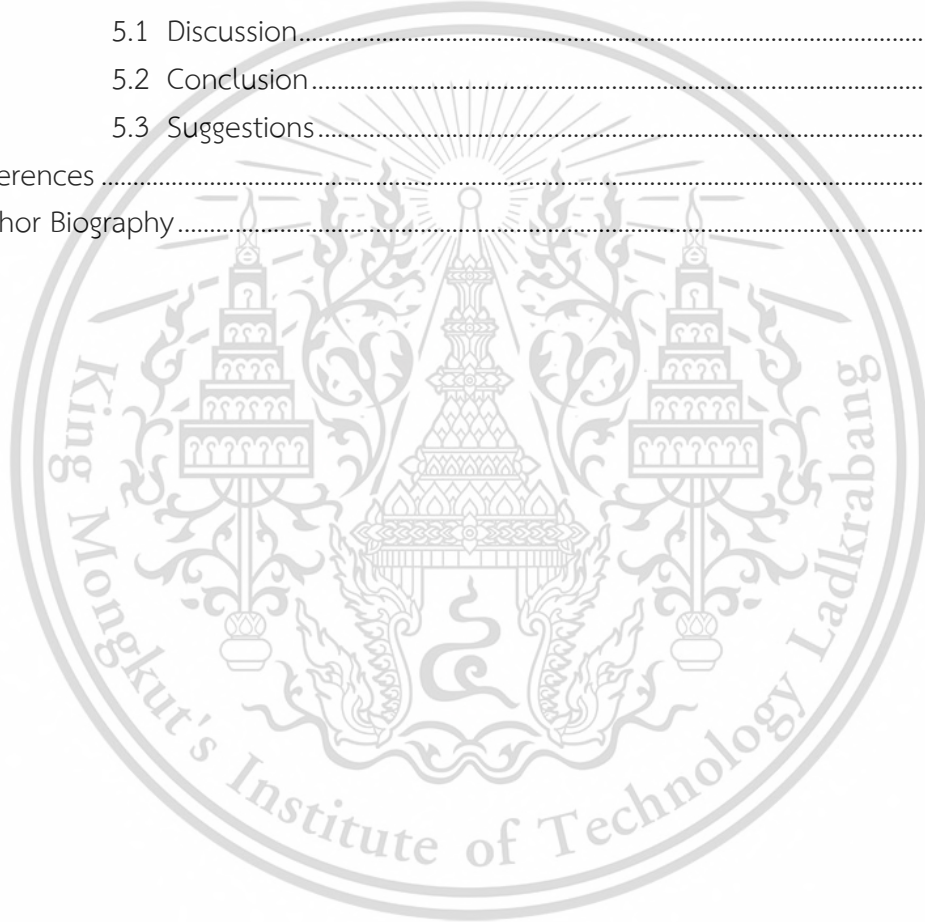 5.1 Discussion
5.2 Conclusion
5.3 Suggestions
erences
hor Biography
King Mongkut's Institute of Technology Ladkrabang